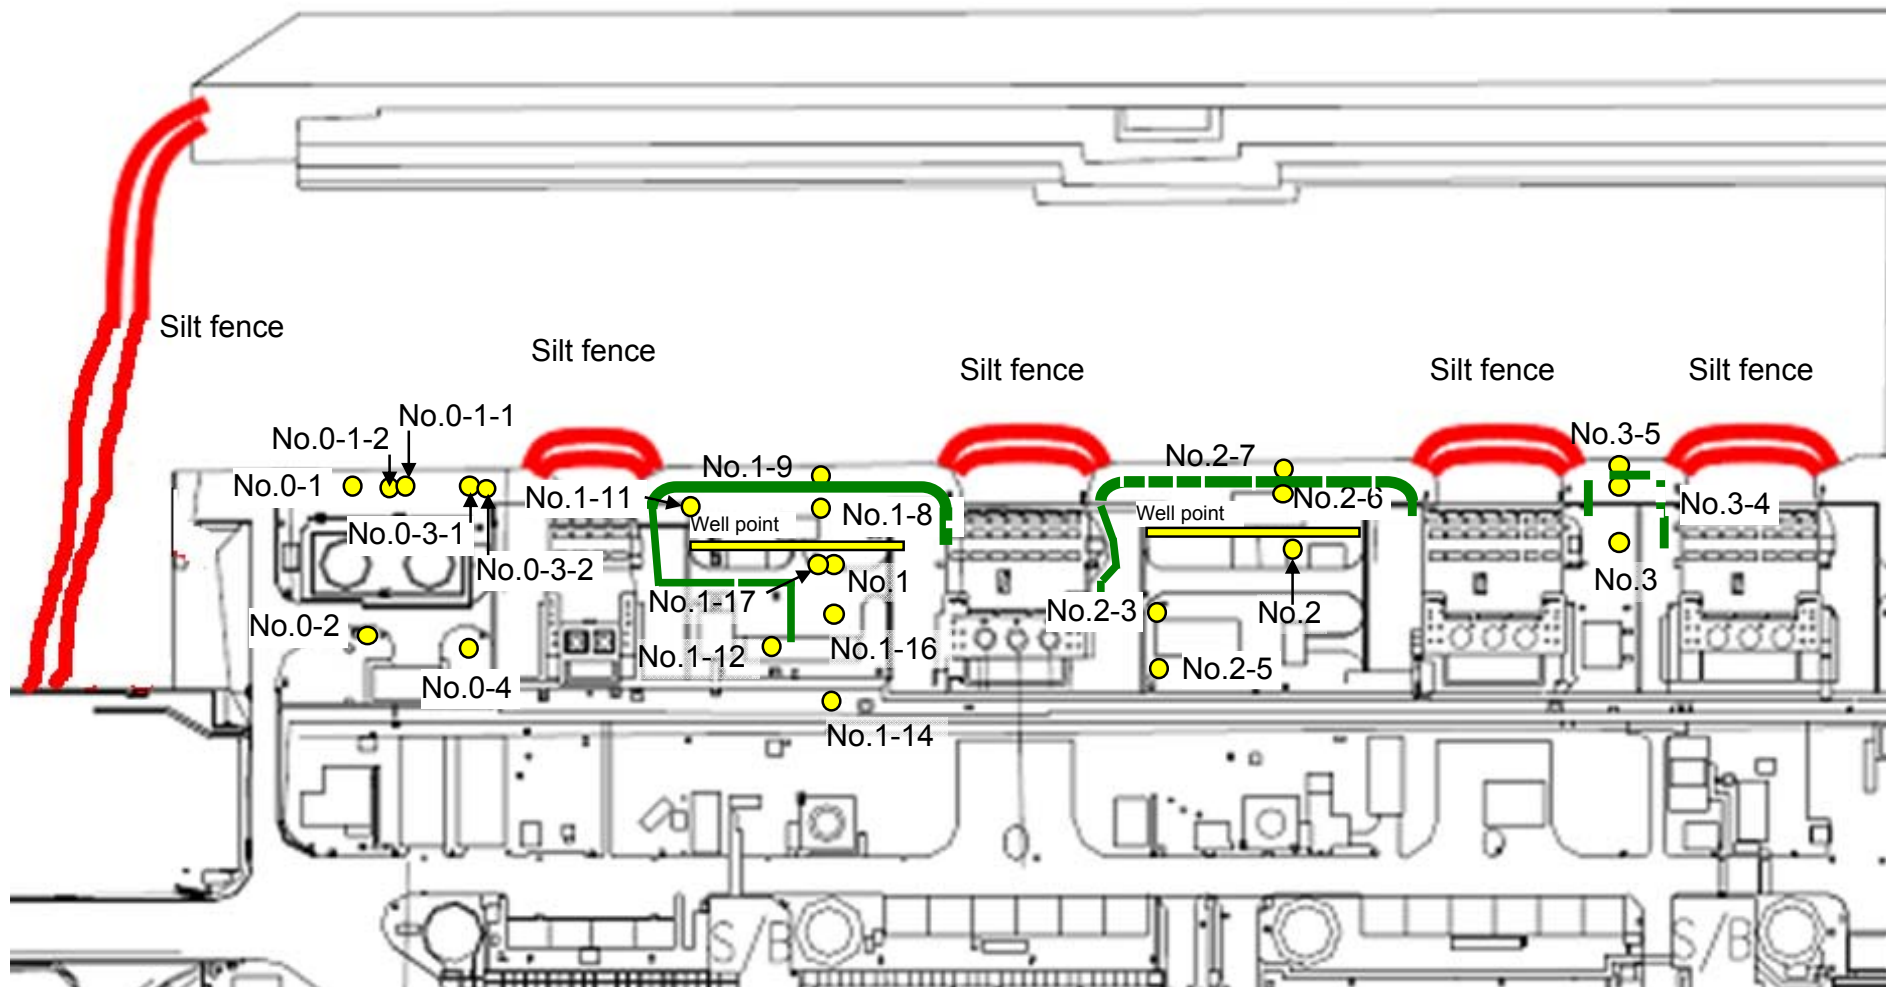 Silt fence
Silt fence
Silt fence
Silt fence
Silt fence
No.0-1-1
No.0-1-2
No.3-5
No.2-7
No.1-9
No.0-1
No.1-11
No.2-6
No.3-4
No.1-8
Well point
Well point
No.0-3-1
No.0-3-2
No.1
No.3
No.1-17
No.2-3
No.2
No.0-2
No.1-16
No.1-12
No.2-5
No.0-4
No.1-14
S/B
S/B